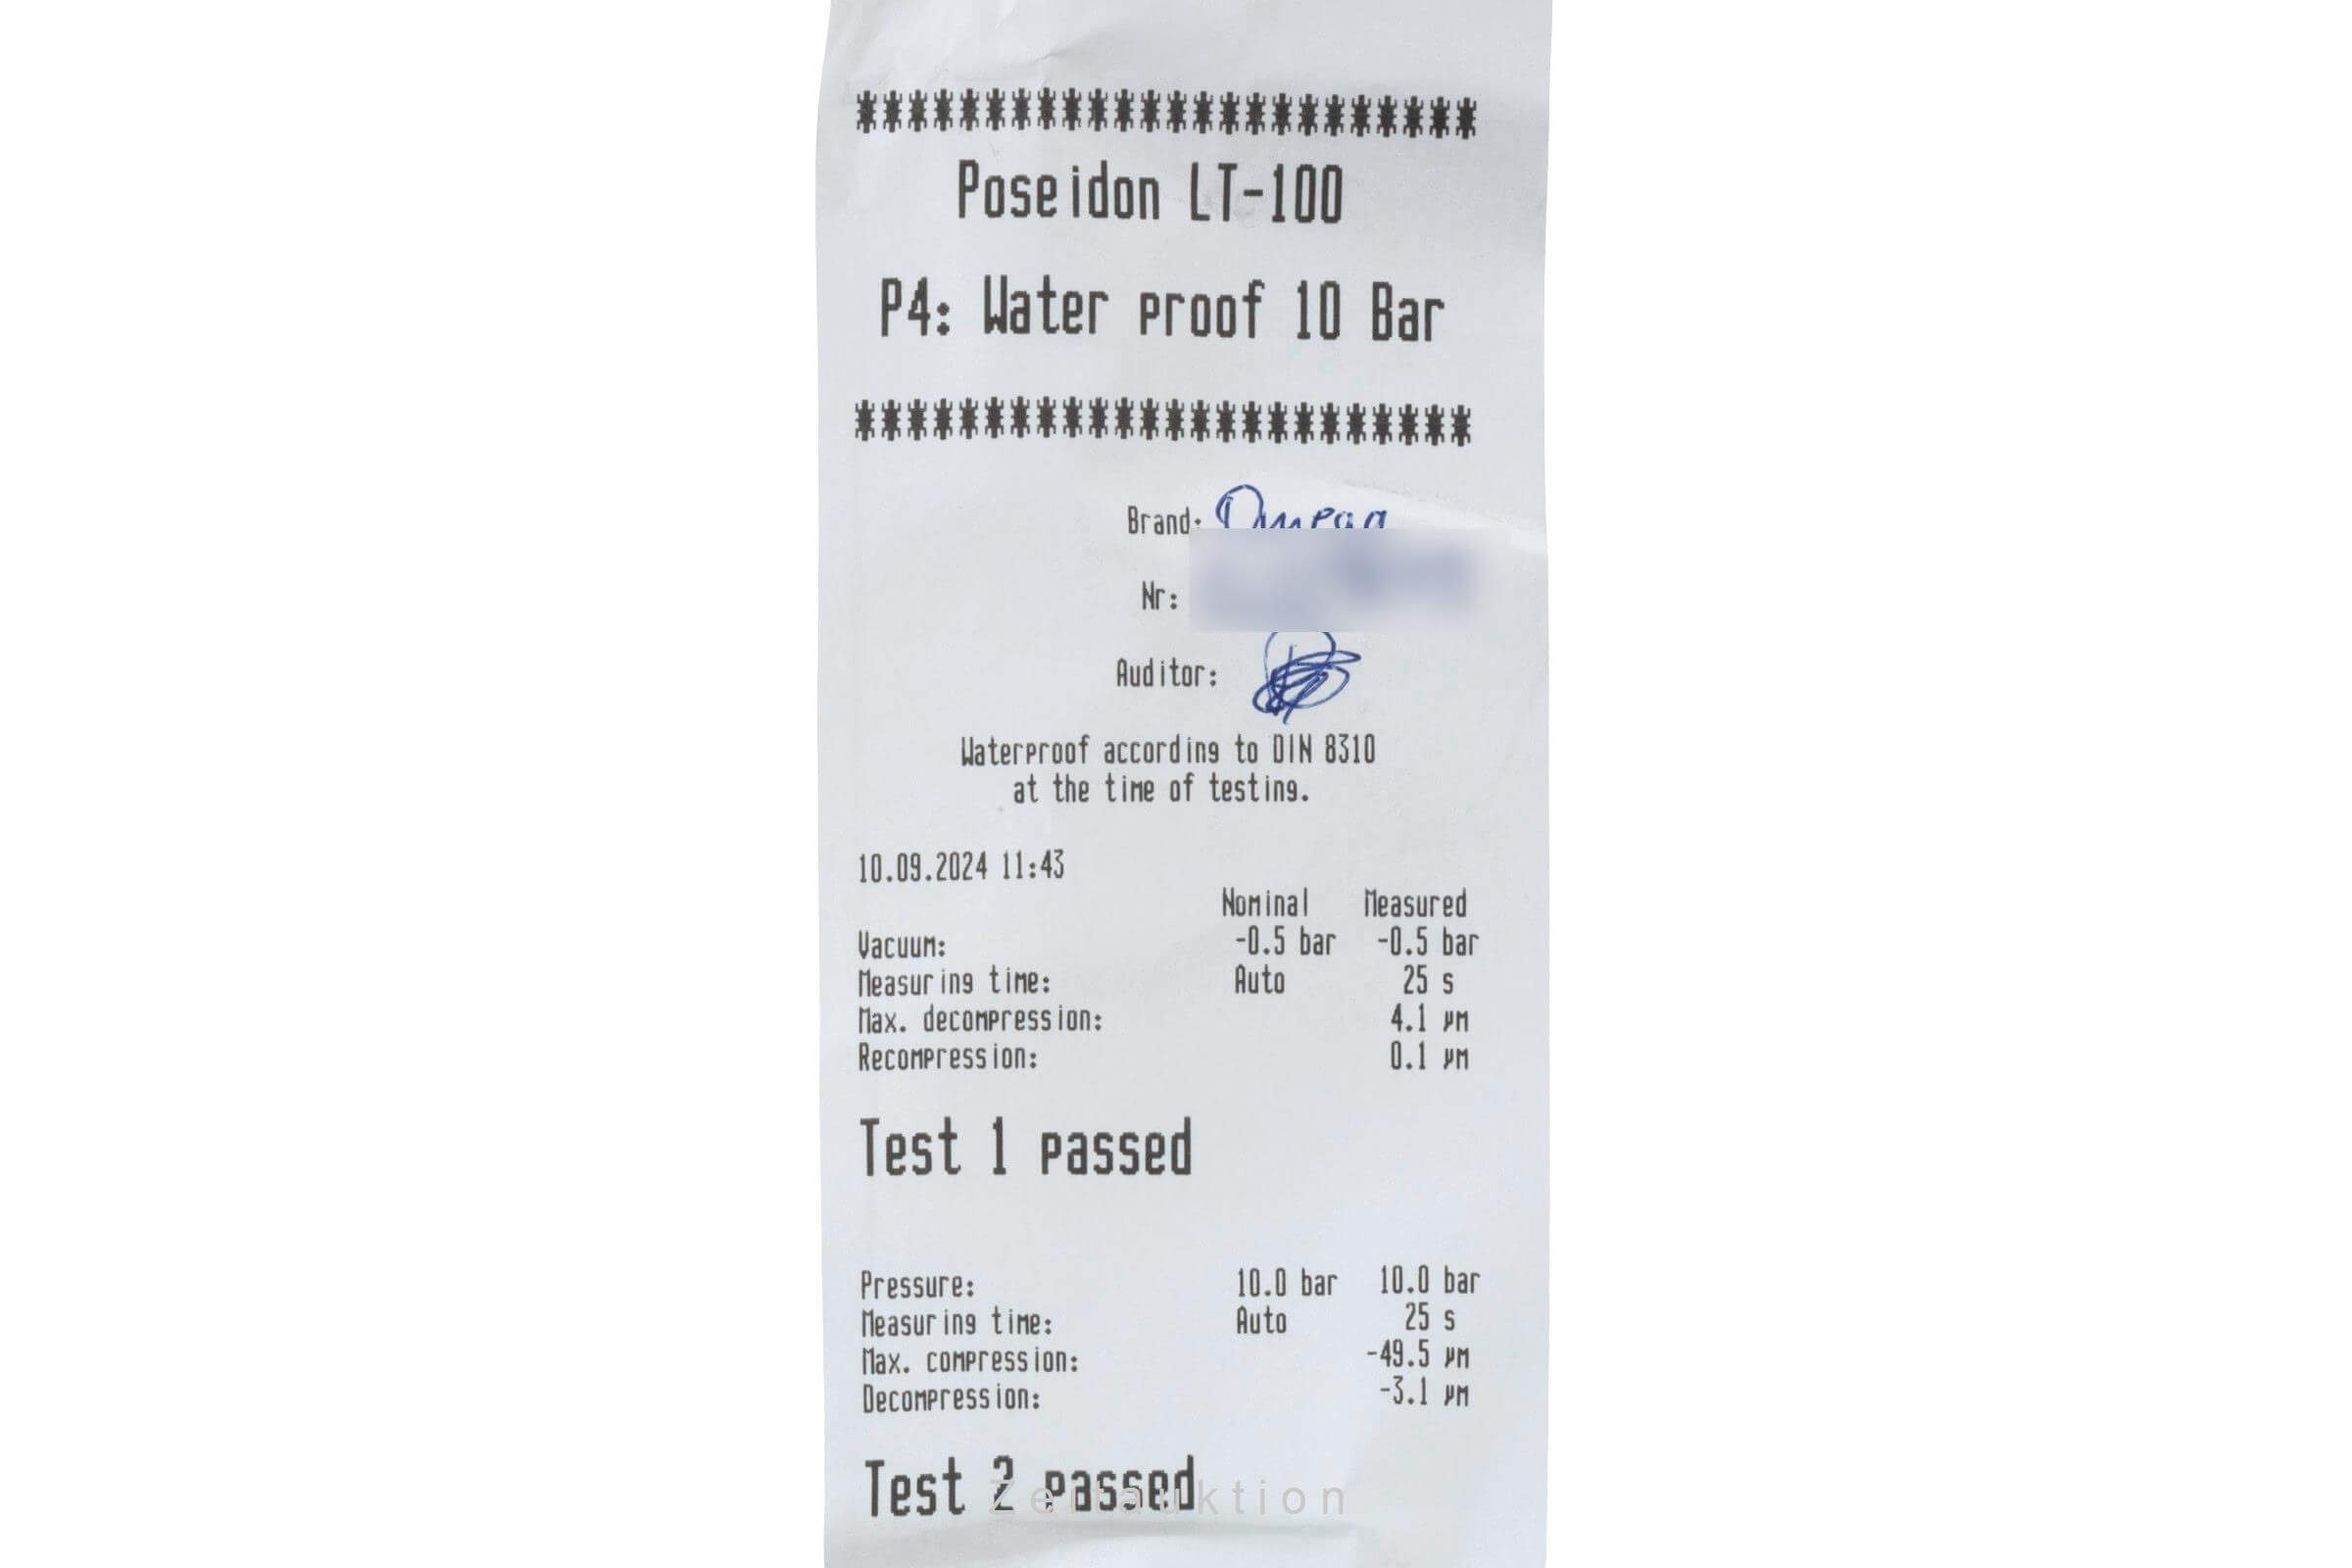 ************************
Poseidon LT-100
P4: Water proof 10 Bar
************************
Brand: Omega
Nr:
Auditor:
Waterproof according to DIN 8310
at the time of testing.
10.09.2024 11:43
Nominal Measured
Vacuum: -0.5 bar -0.5 bar
Measuring time: Auto 25 s
Max. decompression: 4.1 µm
Recompression: 0.1 µm
Test 1 passed
Pressure: 10.0 bar 10.0 bar
Measuring time: Auto 25 s
Max. compression: -49.5 µm
Decompression: -3.1 µm
Test 2 passed
Zeitauktion